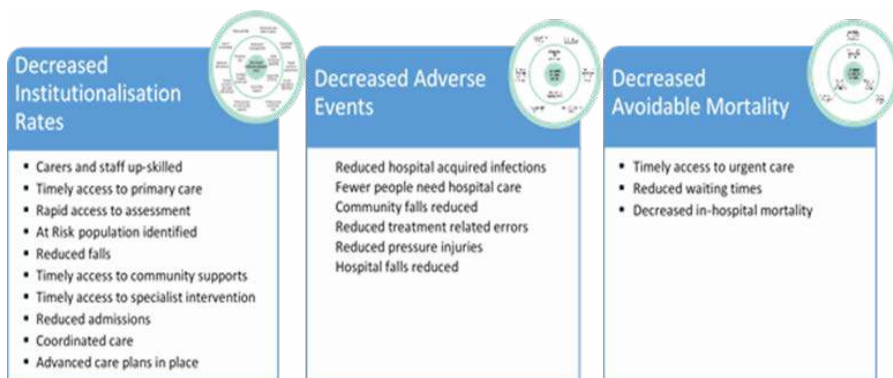 Decreased
Institutionalisation
Rates
▪ Carers and staff up-skilled
▪ Timely access to primary care
▪ Rapid access to assessment
▪ At Risk population identified
▪ Reduced falls
▪ Timely access to community supports
▪ Timely access to specialist intervention
▪ Reduced admissions
▪ Coordinated care
▪ Advanced care plans in place
Decreased Adverse
Events
Reduced hospital acquired infections
Fewer people need hospital care
Community falls reduced
Reduced treatment related errors
Reduced pressure injuries
Hospital falls reduced
Decreased
Avoidable Mortality
▪ Timely access to urgent care
▪ Reduced waiting times
▪ Decreased in-hospital mortality